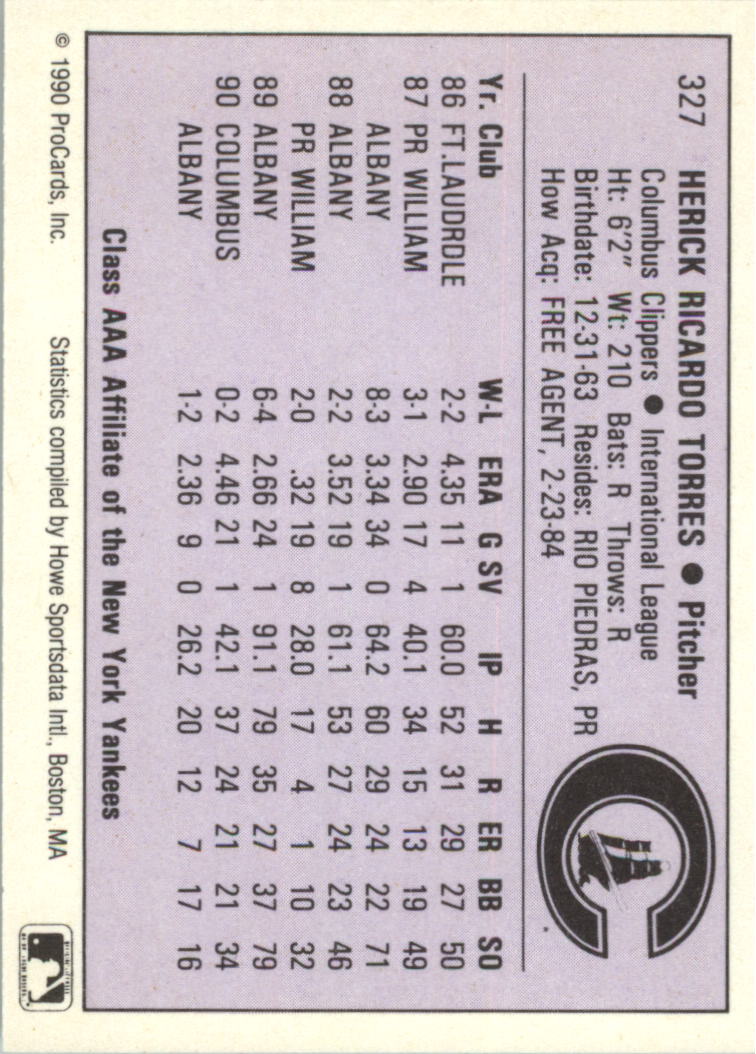 327 HERICK RICARDO TORRES ● Pitcher
Columbus Clippers ● International League
Ht: 6'2" Wt: 210 Bats: R Throws: R
Birthdate: 12-31-63 Resides: RIO PIEDRAS, PR
How Acq: FREE AGENT, 2-23-84
Yr. Club W-L ERA G SV IP H R ER BB SO
86 FT.LAUDRDLE 2-2 4.35 11 1 60.0 52 31 29 27 50
87 PR WILLIAM 3-1 2.90 17 4 40.1 34 15 13 19 49
ALBANY 8-3 3.34 34 0 64.2 60 29 24 22 71
88 ALBANY 2-2 3.52 19 1 61.1 53 27 24 23 46
PR WILLIAM 2-0 .32 19 8 28.0 17 4 1 10 32
89 ALBANY 6-4 2.66 24 1 91.1 79 35 27 37 79
90 COLUMBUS 0-2 4.46 21 1 42.1 37 24 21 21 34
ALBANY 1-2 2.36 9 0 26.2 20 12 7 17 16
Class AAA Affiliate of the New York Yankees
© 1990 ProCards, Inc. Statistics compiled by Howe Sportsdata Intl., Boston, MA